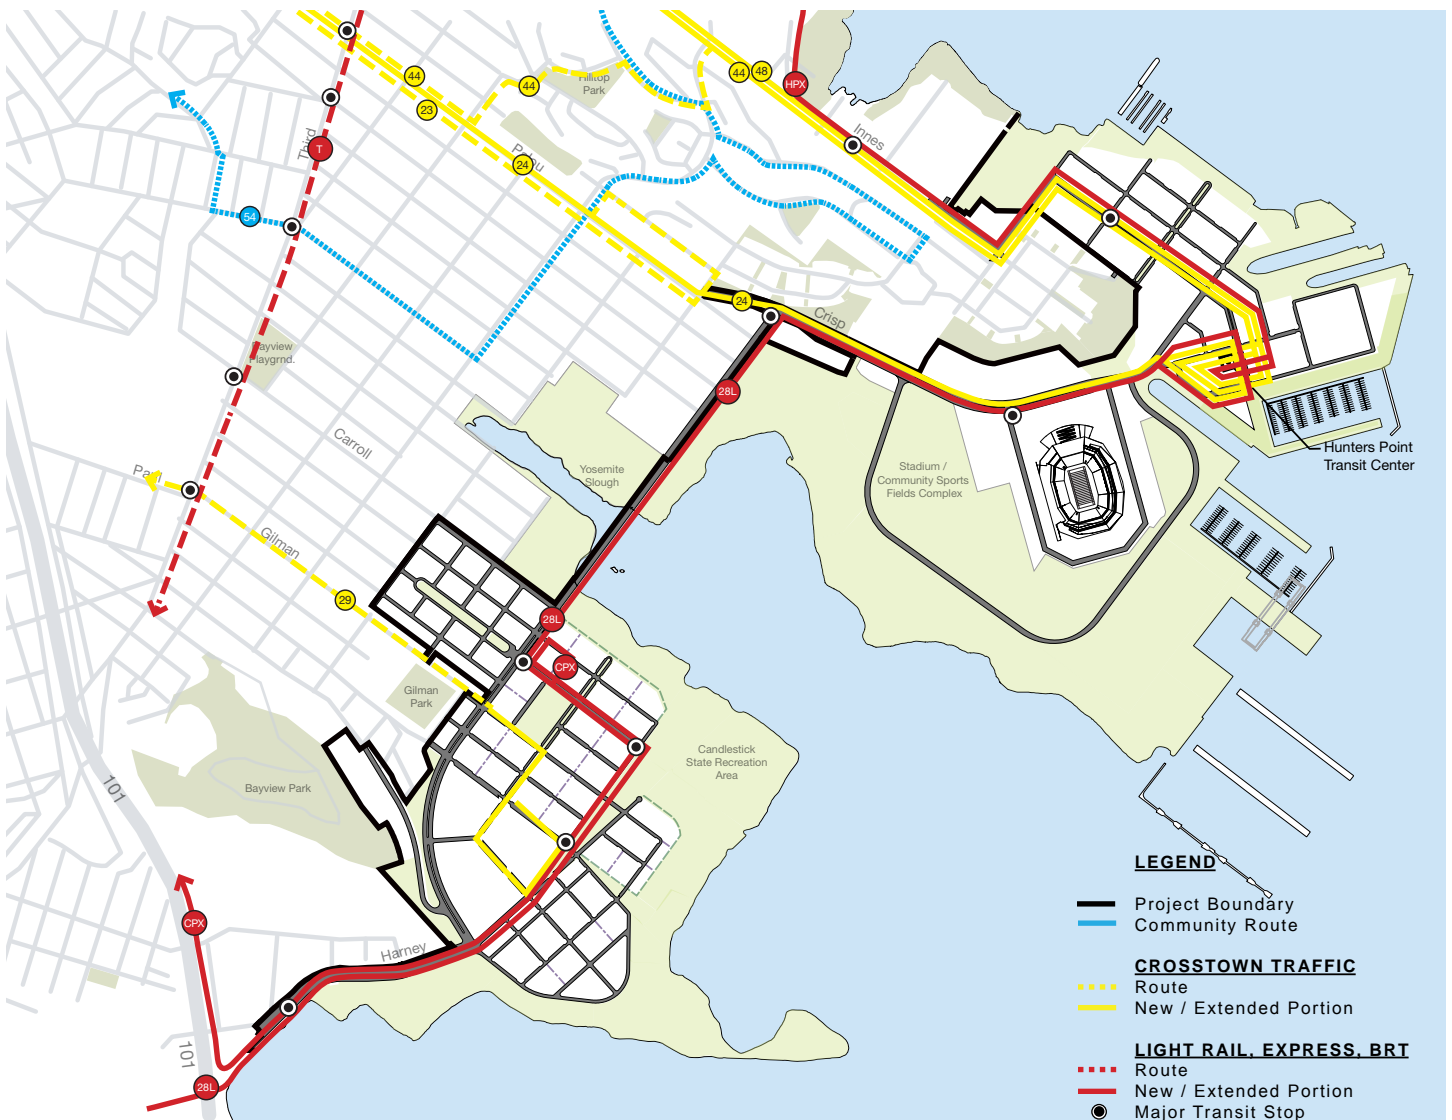 44
23
44
Hilltop
Park
44
48
HPX
Innes
Third
T
24
Palou
54
24
Crisp
Bayview
Playgrnd.
28L
Carroll
Hunters Point
Transit Center
Paul
Yosemite
Slough
Stadium /
Community Sports
Fields Complex
Gilman
29
28L
CPX
Gilman
Park
Candlestick
State Recreation
Area
101
Bayview Park
CPX
Harney
101
28L
LEGEND
Project Boundary
Community Route
CROSSTOWN TRAFFIC
Route
New / Extended Portion
LIGHT RAIL, EXPRESS, BRT
Route
New / Extended Portion
Major Transit Stop